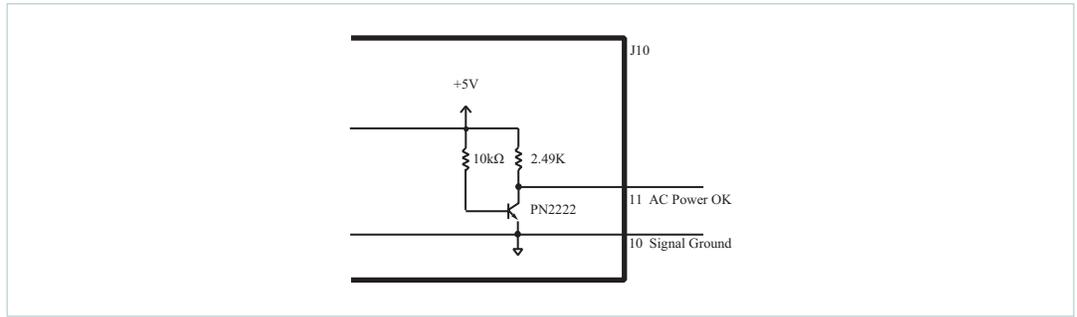 J10
+5V
10kΩ
2.49K
11 AC Power OK
PN2222
10 Signal Ground